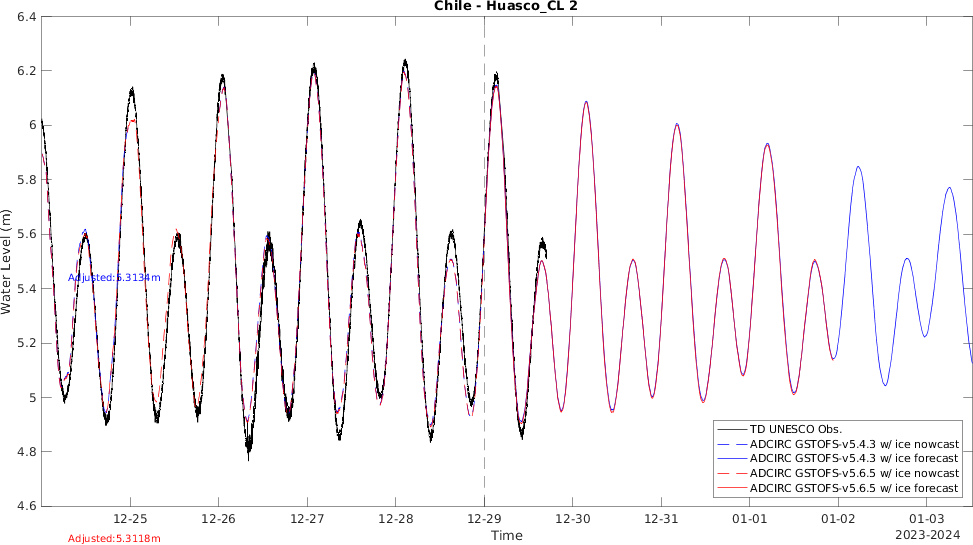 Chile - Huasco_CL 2
6.4
6.2
6
5.8
5.6
5.4
5.2
5
4.8
4.6
Water Level (m)
Adjusted:5.3134m
TD UNESCO Obs.
ADCIRC GSTOFS-v5.4.3 w/ ice nowcast
ADCIRC GSTOFS-v5.4.3 w/ ice forecast
ADCIRC GSTOFS-v5.6.5 w/ ice nowcast
ADCIRC GSTOFS-v5.6.5 w/ ice forecast
12-25 12-26 12-27 12-28 12-29 12-30 12-31 01-01 01-02 01-03
Time
2023-2024
Adjusted:5.3118m